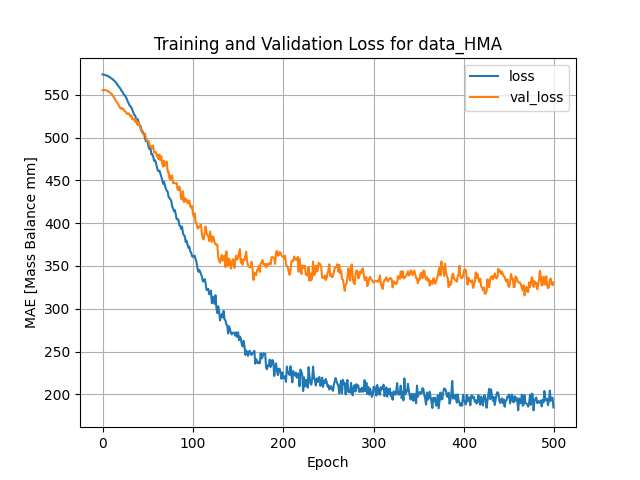 Training and Validation Loss for data_HMA
loss
val_loss
MAE [Mass Balance mm]
550
500
450
400
350
300
250
200
0
100
200
300
400
500
Epoch